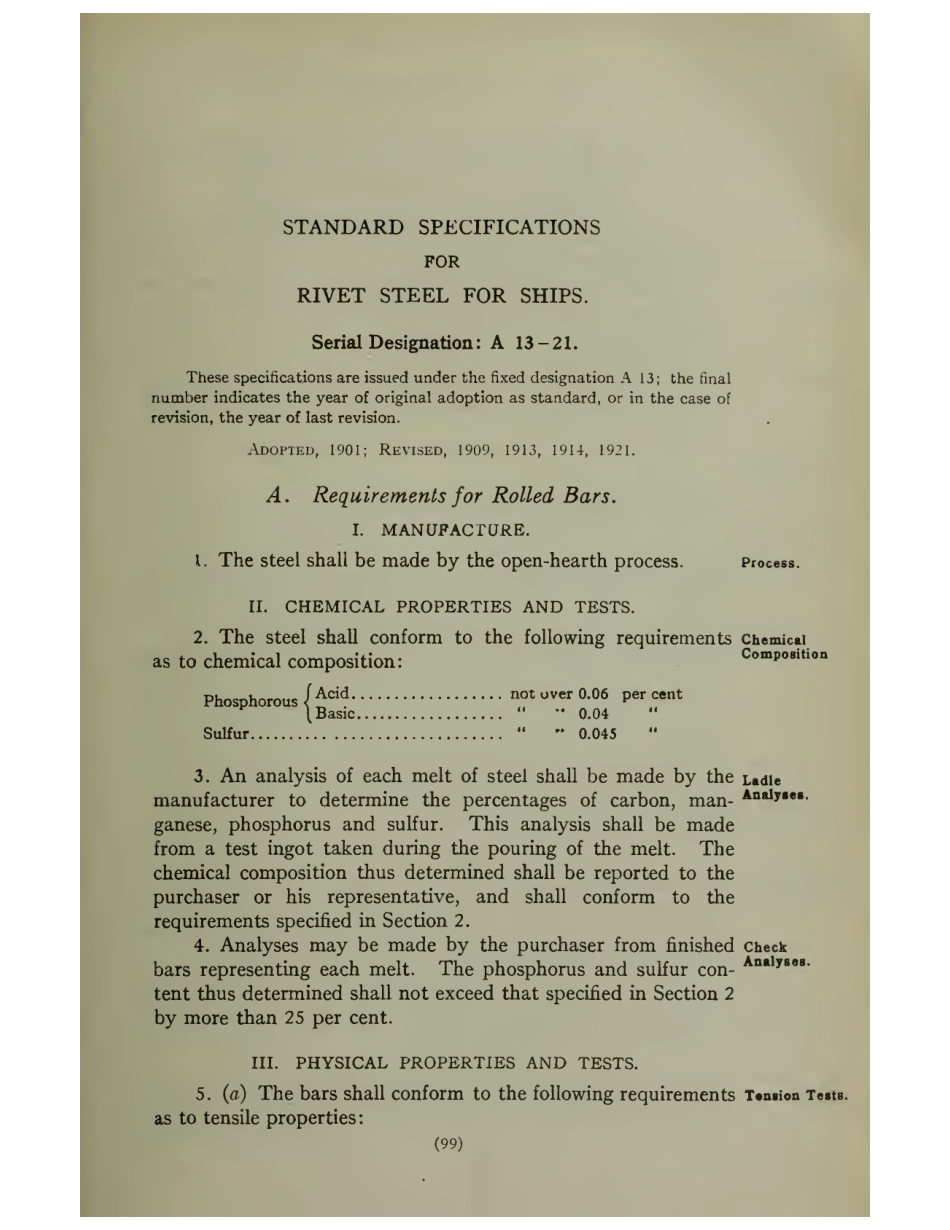 STANDARD SPECIFICATIONS
FOR
RIVET STEEL FOR SHIPS.
Serial Designation: A 13–21.
These specifications are issued under the fixed designation A 13; the final
number indicates the year of original adoption as standard, or in the case of
revision, the year of last revision.
ADOPTED, 1901; REVISED, 1909, 1913, 1914, 1921.
A. Requirements for Rolled Bars.
I. MANUFACTURE.
1. The steel shall be made by the open-hearth process. Process.
II. CHEMICAL PROPERTIES AND TESTS.
2. The steel shall conform to the following requirements Chemical
as to chemical composition: Composition
Phosphorous { Acid.................. not over 0.06 per cent
Basic.................. “ “ 0.04 “
Sulfur.......... ..................... “ “ 0.045 “
3. An analysis of each melt of steel shall be made by the Ladle
manufacturer to determine the percentages of carbon, man- Analyses.
ganese, phosphorus and sulfur. This analysis shall be made
from a test ingot taken during the pouring of the melt. The
chemical composition thus determined shall be reported to the
purchaser or his representative, and shall conform to the
requirements specified in Section 2.
4. Analyses may be made by the purchaser from finished Check
bars representing each melt. The phosphorus and sulfur con- Analyses.
tent thus determined shall not exceed that specified in Section 2
by more than 25 per cent.
III. PHYSICAL PROPERTIES AND TESTS.
5. (a) The bars shall conform to the following requirements Tension Tests.
as to tensile properties:
(99)